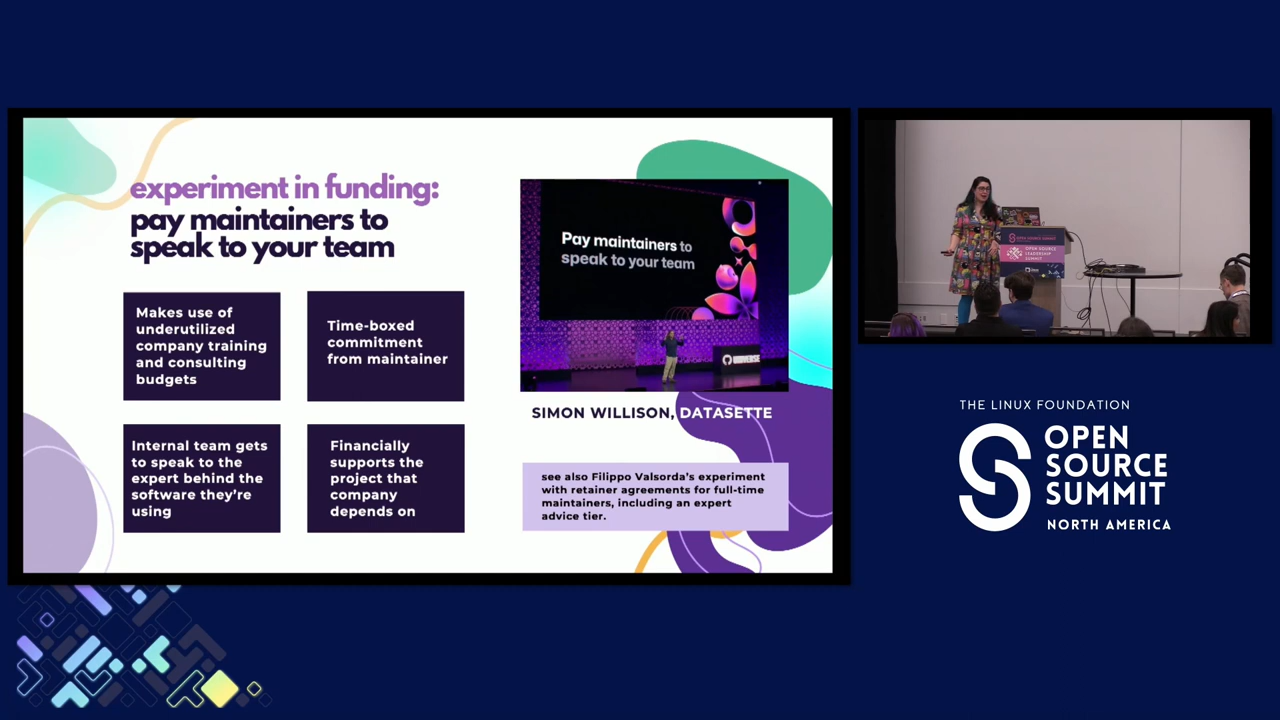 experiment in funding:
pay maintainers to
speak to your team
Makes use of
underutilized
company training
and consulting
budgets
Time-boxed
commitment
from maintainer
Internal team gets
to speak to the
expert behind the
software they're
using
Financially
supports the
project that
company
depends on
Pay maintainers to
speak to your team
UNIVERSE
SIMON WILLISON, DATASETTE
see also Filippo Valsorda's experiment
with retainer agreements for full-time
maintainers, including an expert
advice tier.
OPEN SOURCE SUMMIT
OPEN SOURCE
LEADERSHIP
SUMMIT
THE LINUX FOUNDATION
OPEN
SOURCE
SUMMIT
NORTH AMERICA